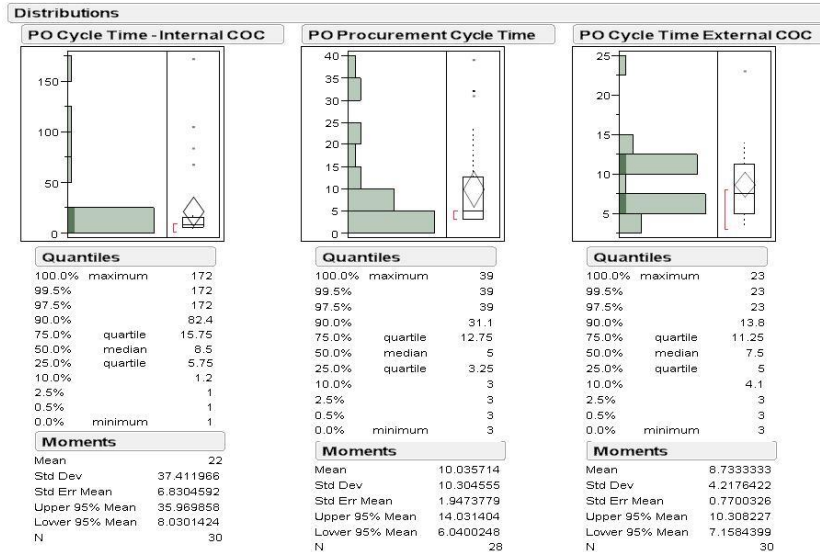 Distributions
PO Cycle Time - Internal COC
150
100
50
0
Quantiles
100.0% maximum 172
99.5% 172
97.5% 172
90.0% 82.4
75.0% quartile 15.75
50.0% median 8.5
25.0% quartile 5.75
10.0% 1.2
2.5% 1
0.5% 1
0.0% minimum 1
Moments
Mean 22
Std Dev 37.411966
Std Err Mean 6.8304592
Upper 95% Mean 35.969858
Lower 95% Mean 8.0301424
N 30
PO Procurement Cycle Time
40
35
30
25
20
15
10
5
0
Quantiles
100.0% maximum 39
99.5% 39
97.5% 39
90.0% 31.1
75.0% quartile 12.75
50.0% median 5
25.0% quartile 3.25
10.0% 3
2.5% 3
0.5% 3
0.0% minimum 3
Moments
Mean 10.035714
Std Dev 10.304555
Std Err Mean 1.9473779
Upper 95% Mean 14.031404
Lower 95% Mean 6.0400248
N 28
PO Cycle Time External COC
25
20
15
10
5
Quantiles
100.0% maximum 23
99.5% 23
97.5% 23
90.0% 13.8
75.0% quartile 11.25
50.0% median 7.5
25.0% quartile 5
10.0% 4.1
2.5% 3
0.5% 3
0.0% minimum 3
Moments
Mean 8.7333333
Std Dev 4.2176422
Std Err Mean 0.7700326
Upper 95% Mean 10.308227
Lower 95% Mean 7.1584399
N 30